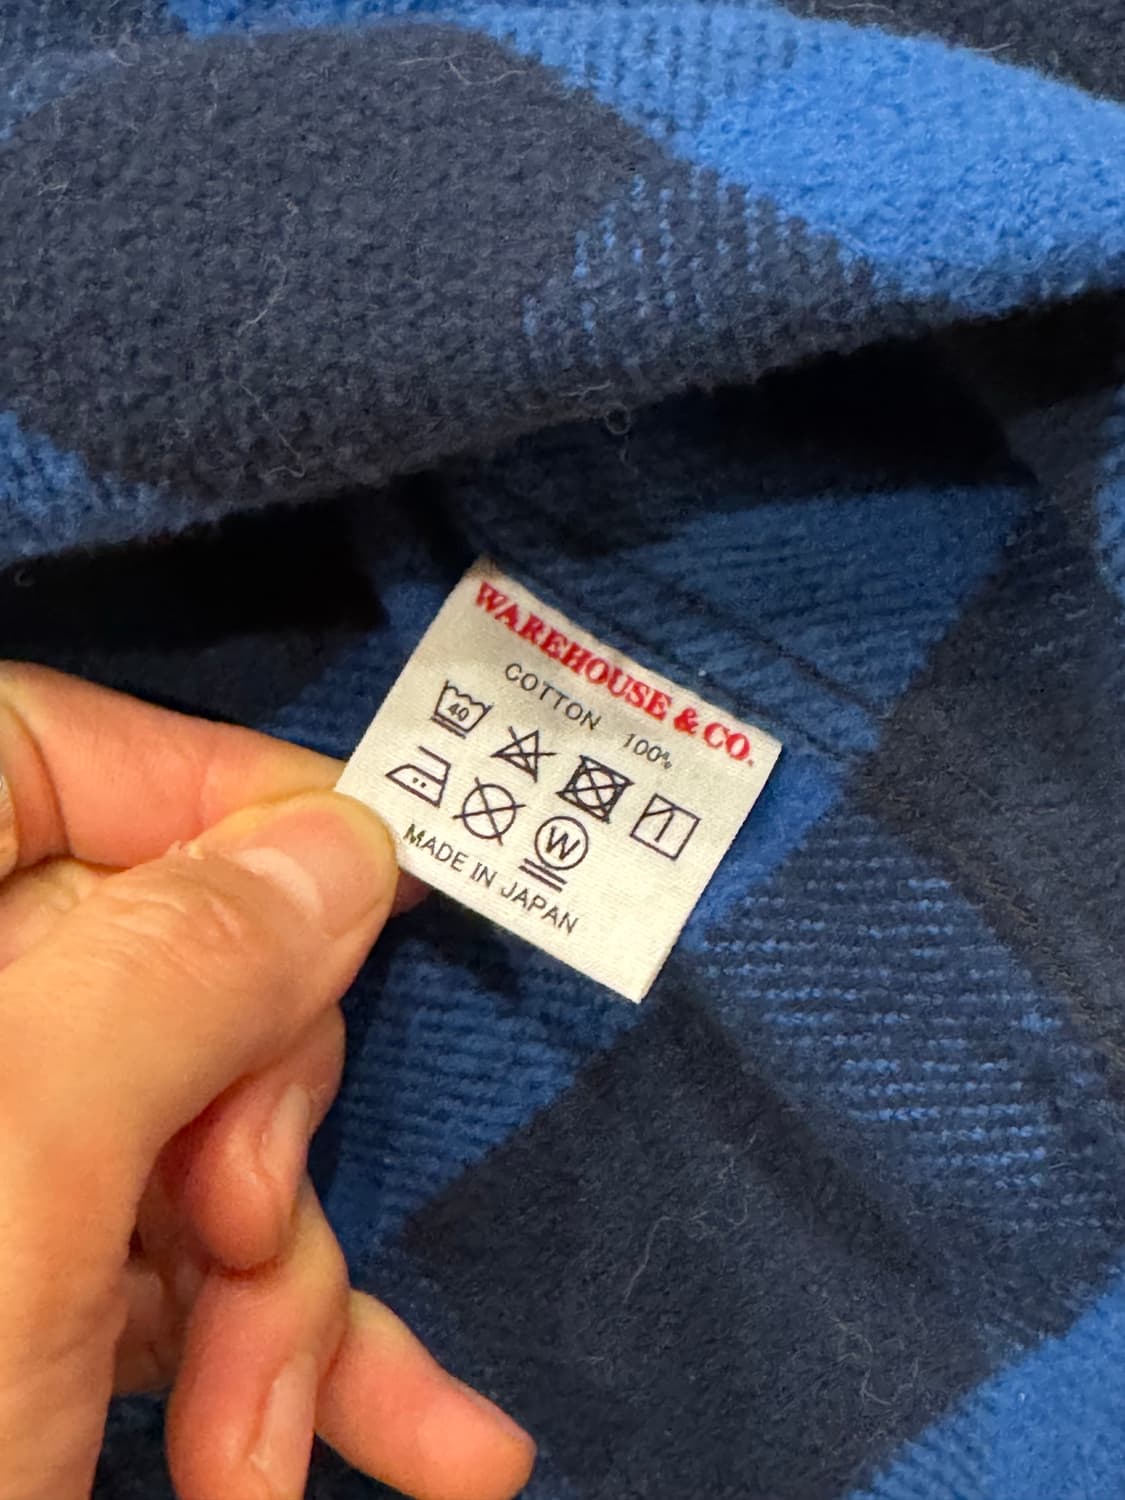 WAREHOUSE & CO.
COTTON 100%
40
W
MADE IN JAPAN